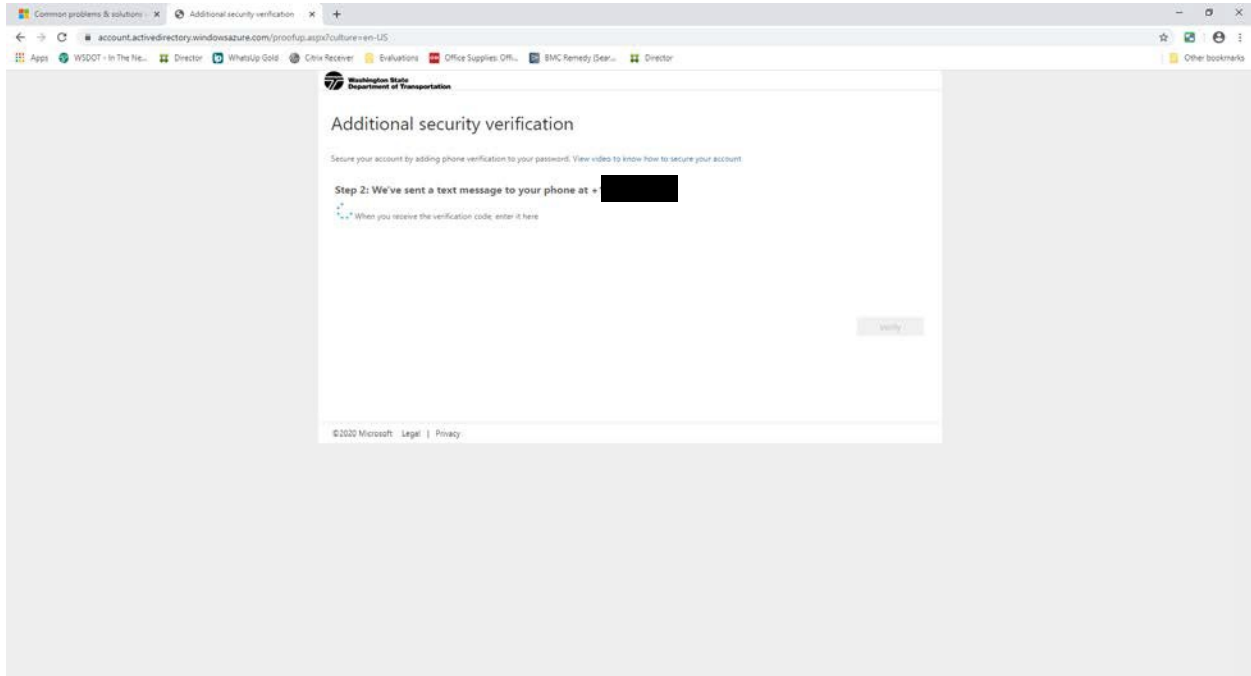 Common problems & solutions -
Additional security verification
account.activedirectory.windowsazure.com/proofup.aspx?culture=en-US
Apps WSDOT - In The Ne... Director WhatsUp Gold Citrix Receiver Evaluations Office Supplies: Offi... BMC Remedy (Sear... Director Other bookmarks
Washington State
Department of Transportation
Additional security verification
Secure your account by adding phone verification to your password. View video to know how to secure your account
Step 2: We've sent a text message to your phone at +
When you receive the verification code, enter it here
Verify
©2020 Microsoft Legal | Privacy